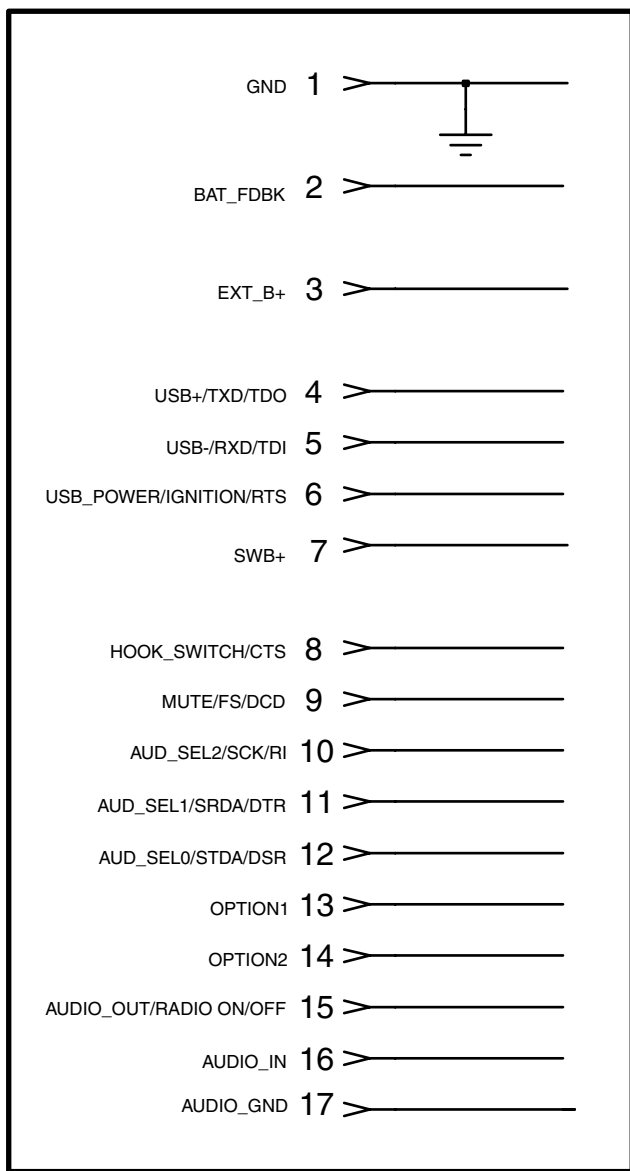 GND 1
BAT_FDBK 2
EXT_B+ 3
USB+/TXD/TDO 4
USB-/RXD/TDI 5
USB_POWER/IGNITION/RTS 6
SWB+ 7
HOOK_SWITCH/CTS 8
MUTE/FS/DCD 9
AUD_SEL2/SCK/RI 10
AUD_SEL1/SRDA/DTR 11
AUD_SEL0/STDA/DSR 12
OPTION1 13
OPTION2 14
AUDIO_OUT/RADIO ON/OFF 15
AUDIO_IN 16
AUDIO_GND 17